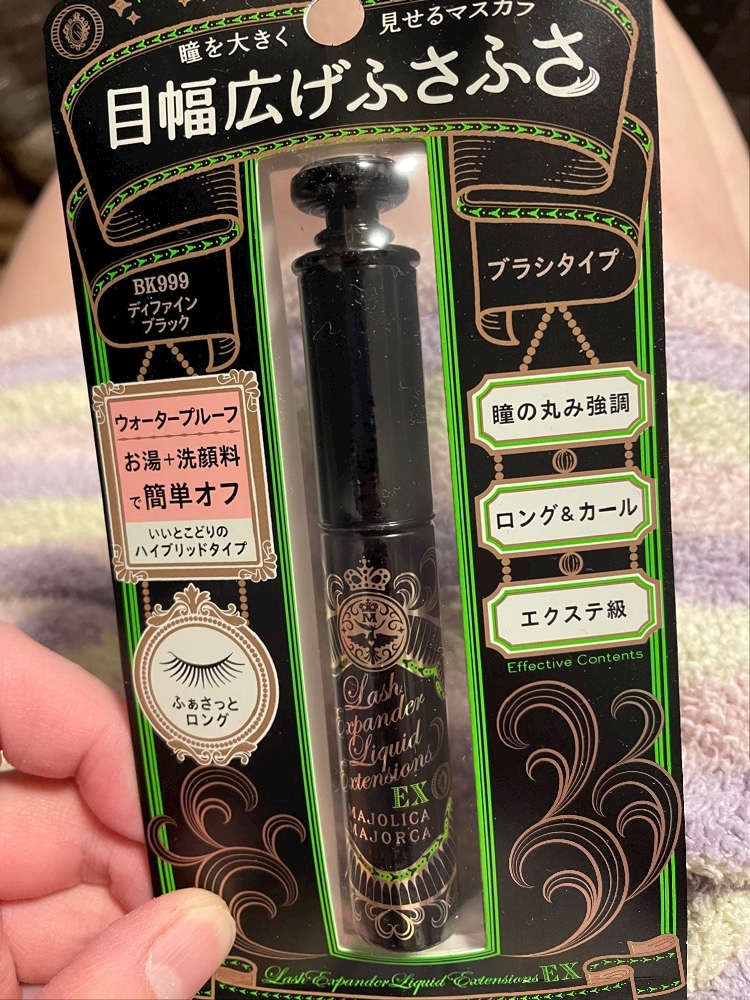 瞳を大きく 見せるマスカラ
目幅広げふさふさ
BK999
ディファイン
ブラック
ブラシタイプ
ウォータープルーフ
お湯+洗顔料
で簡単オフ
いいとこどりの
ハイブリッドタイプ
ふぁさっと
ロング
瞳の丸み強調
ロング&カール
エクステ級
Effective Contents
M
Lash
Expander
Liquid
Extensions
EX
MAJOLICA
MAJORCA
Lash Expander Liquid Extensions EX